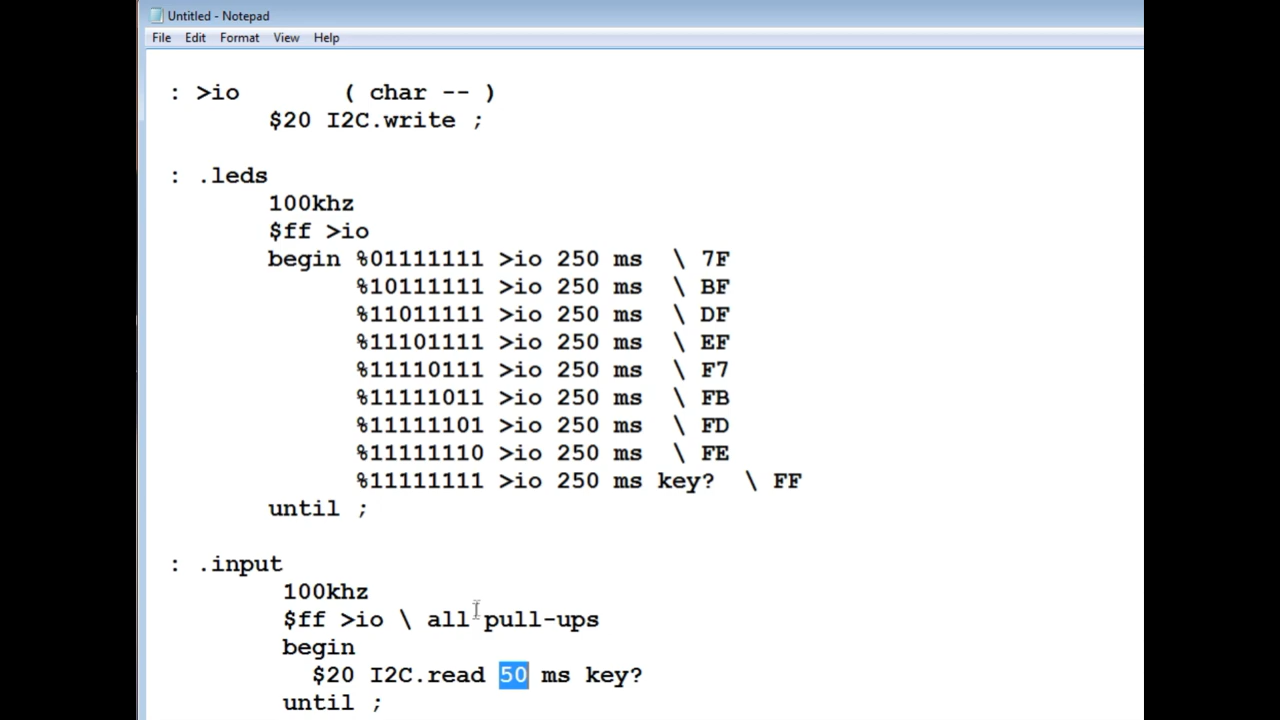 Untitled - Notepad
File Edit Format View Help
: >io ( char -- )
$20 I2C.write ;
: .leds
100khz
$ff >io
begin %01111111 >io 250 ms \ 7F
%10111111 >io 250 ms \ BF
%11011111 >io 250 ms \ DF
%11101111 >io 250 ms \ EF
%11110111 >io 250 ms \ F7
%11111011 >io 250 ms \ FB
%11111101 >io 250 ms \ FD
%11111110 >io 250 ms \ FE
%11111111 >io 250 ms key? \ FF
until ;
: .input
100khz
$ff >io \ all pull-ups
begin
$20 I2C.read 50 ms key?
until ;